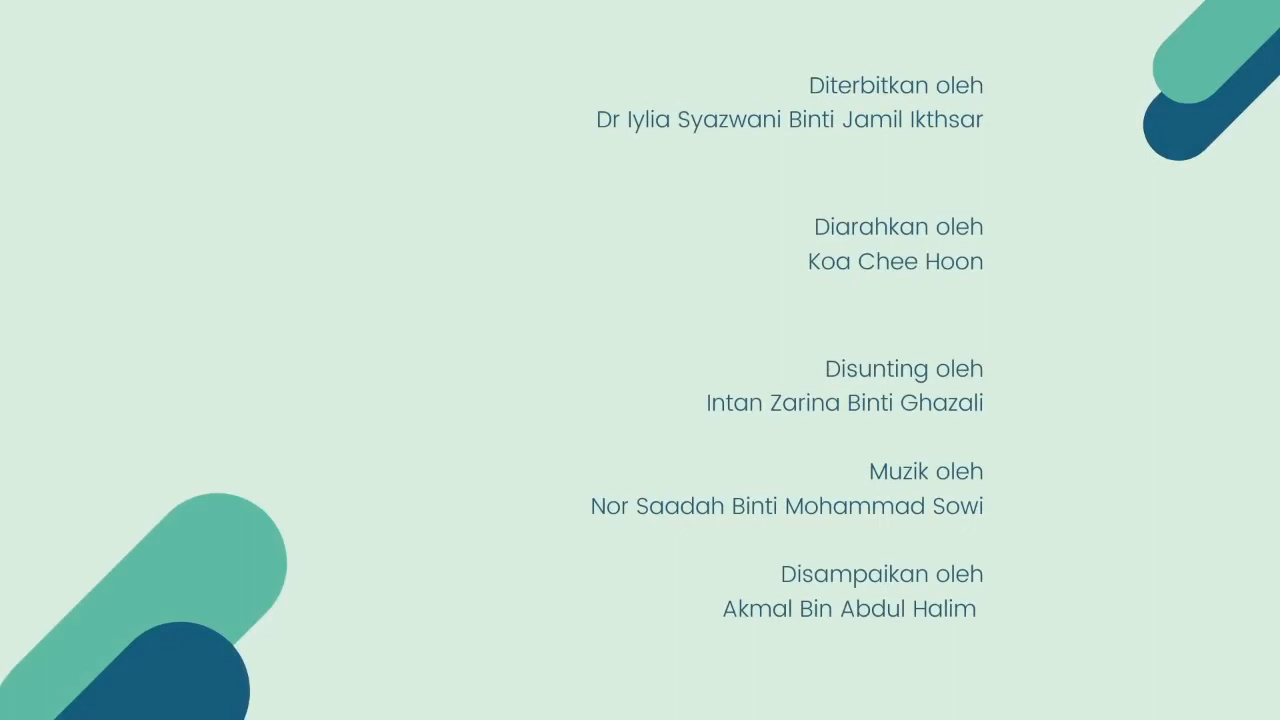 Diterbitkan oleh
Dr Iylia Syazwani Binti Jamil Ikthsar
Diarahkan oleh
Koa Chee Hoon
Disunting oleh
Intan Zarina Binti Ghazali
Muzik oleh
Nor Saadah Binti Mohammad Sowi
Disampaikan oleh
Akmal Bin Abdul Halim